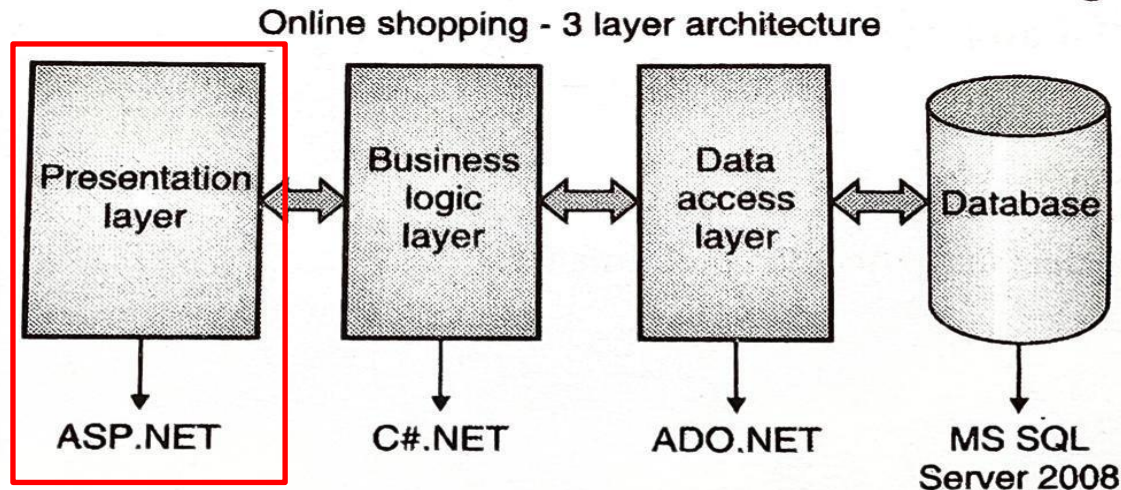 Online shopping - 3 layer architecture
Presentation
layer
Business
logic
layer
Data
access
layer
Database
ASP.NET
C#.NET
ADO.NET
MS SQL
Server 2008